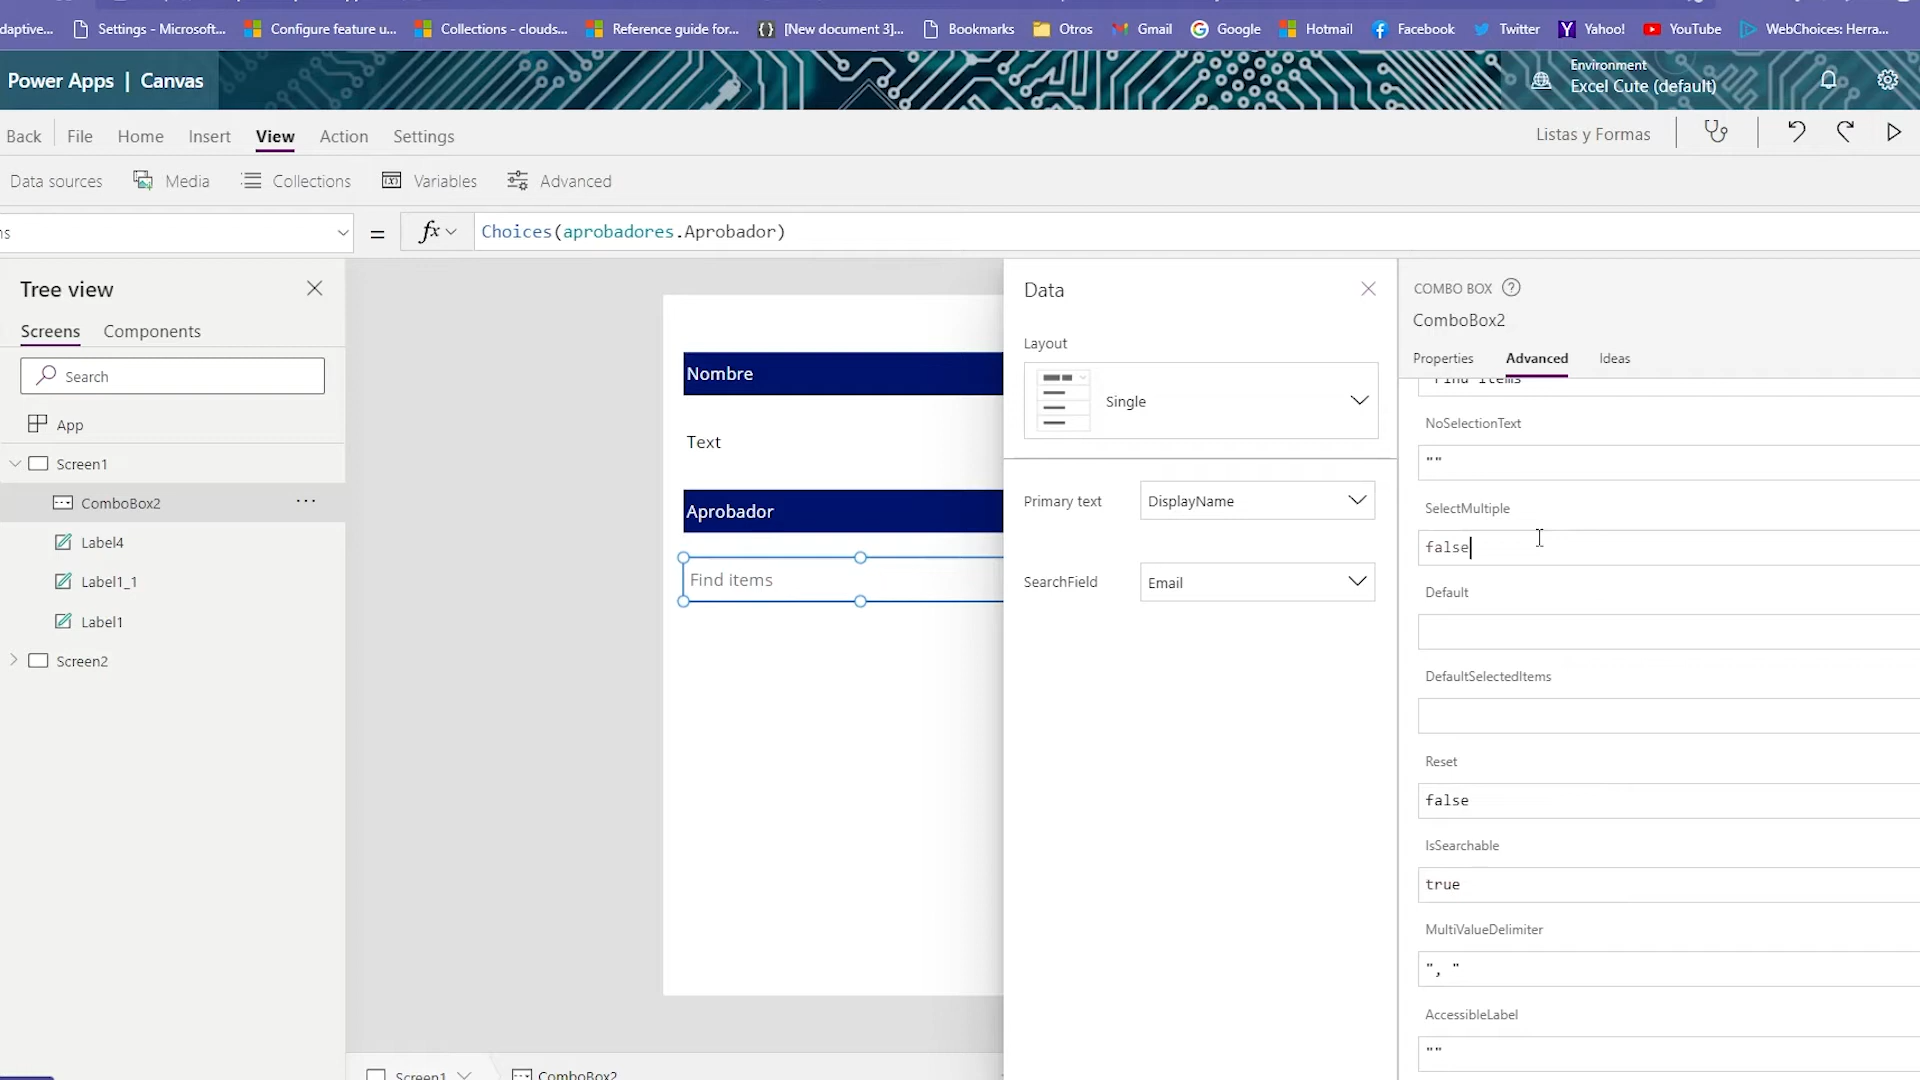 daptive...
Settings - Microsoft...
Configure feature u...
Collections - clouds...
Reference guide for...
[New document 3]...
Bookmarks
Otros
Gmail
Google
Hotmail
Facebook
Twitter
Yahoo!
YouTube
WebChoices: Herra...
Power Apps | Canvas
Environment
Excel Cute (default)
Back
File
Home
Insert
View
Action
Settings
Listas y Formas
Data sources
Media
Collections
Variables
Advanced
ns
=
fx
Choices(aprobadores.Aprobador)
Tree view
Screens
Components
Search
App
Screen1
ComboBox2
Label4
Label1_1
Label1
Screen2
Nombre
Text
Aprobador
Find items
Screen1
ComboBox2
Data
Layout
Single
Primary text
DisplayName
SearchField
Email
COMBO BOX
ComboBox2
Properties
Advanced
Ideas
"Find items"
NoSelectionText
""
SelectMultiple
false
Default
DefaultSelectedItems
Reset
false
IsSearchable
true
MultiValueDelimiter
", "
AccessibleLabel
""